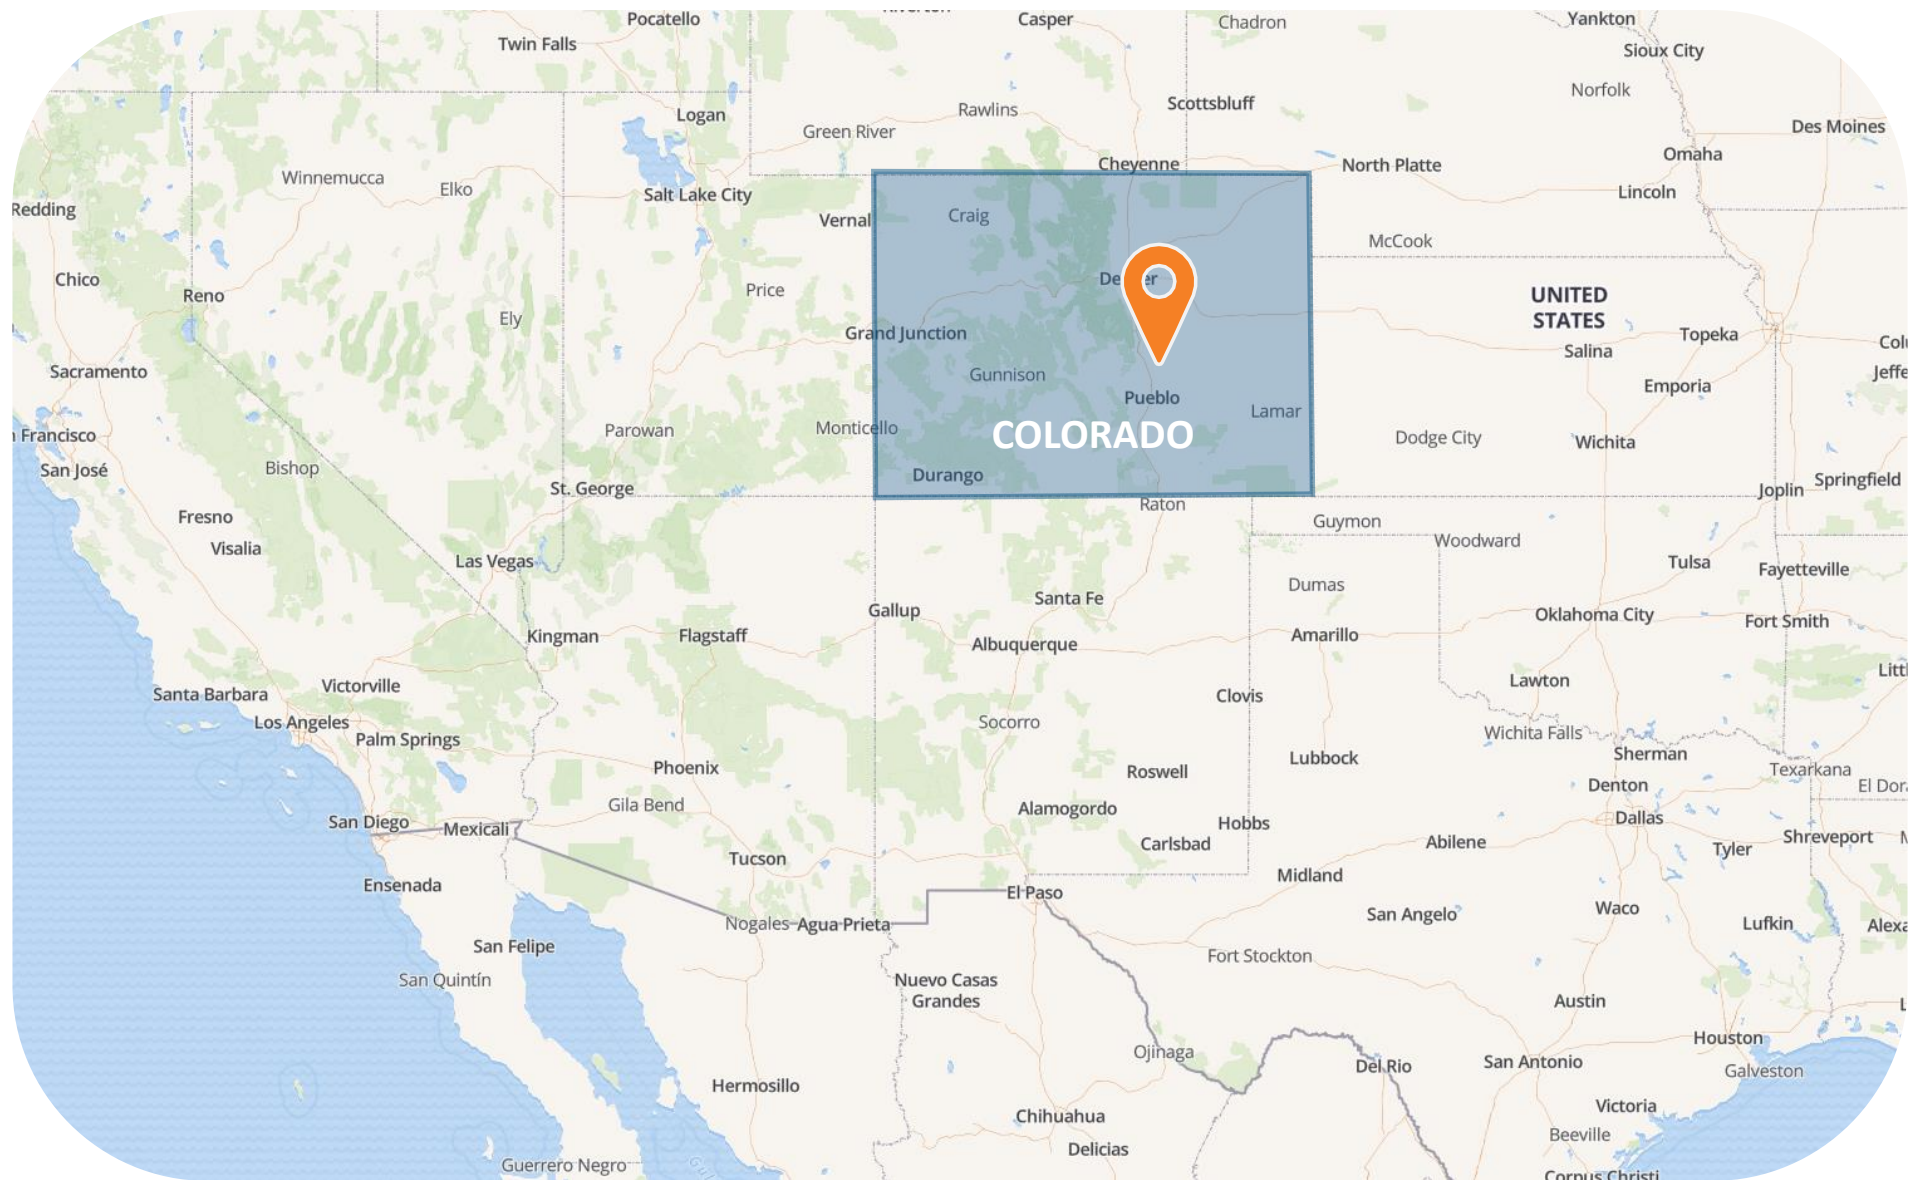 Pocatello
Casper
Chadron
Yankton
Twin Falls
Sioux City
Norfolk
Logan
Rawlins
Scottsbluff
Green River
Des Moines
Cheyenne
North Platte
Omaha
Winnemucca
Elko
Salt Lake City
Lincoln
Redding
Vernal
Craig
McCook
Chico
Reno
Price
UNITED
STATES
Ely
Grand Junction
Topeka
Salina
Sacramento
Gunnison
Jeffe
Emporia
Pueblo
Lamar
Parowan
Monticello
COLORADO
Dodge City
Wichita
Francisco
San José
Bishop
Durango
St. George
Springfield
Joplin
Raton
Fresno
Guymon
Visalia
Woodward
Las Vegas
Tulsa
Fayetteville
Dumas
Santa Fe
Gallup
Oklahoma City
Fort Smith
Kingman
Flagstaff
Albuquerque
Amarillo
Lawton
Santa Barbara
Victorville
Clovis
Los Angeles
Socorro
Palm Springs
Wichita Falls
Sherman
Phoenix
Roswell
Lubbock
Texarkana
Denton
El Dor
Gila Bend
Alamogordo
San Diego
Mexicali
Hobbs
Dallas
Carlsbad
Abilene
Shreveport
Tyler
Tucson
Ensenada
El Paso
Midland
San Angelo
Waco
Nogales
Agua Prieta
Lufkin
Alexa
San Felipe
Fort Stockton
San Quintín
Nuevo Casas
Grandes
Austin
Houston
Ojinaga
Del Rio
San Antonio
Galveston
Hermosillo
Chihuahua
Victoria
Beeville
Delicias
Guerrero Negro
Corpus Christi